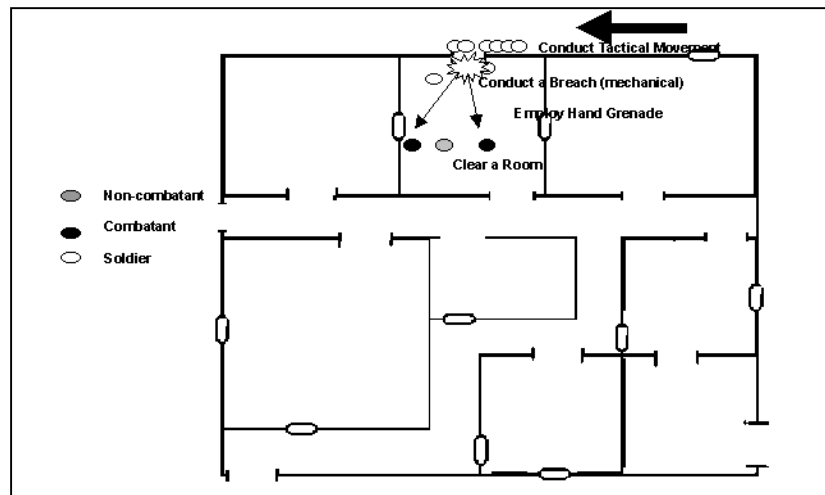 Conduct Tactical Movement
Conduct a Breach (mechanical)
Employ Hand Grenade
Clear a Room
Non-combatant
Combatant
Soldier